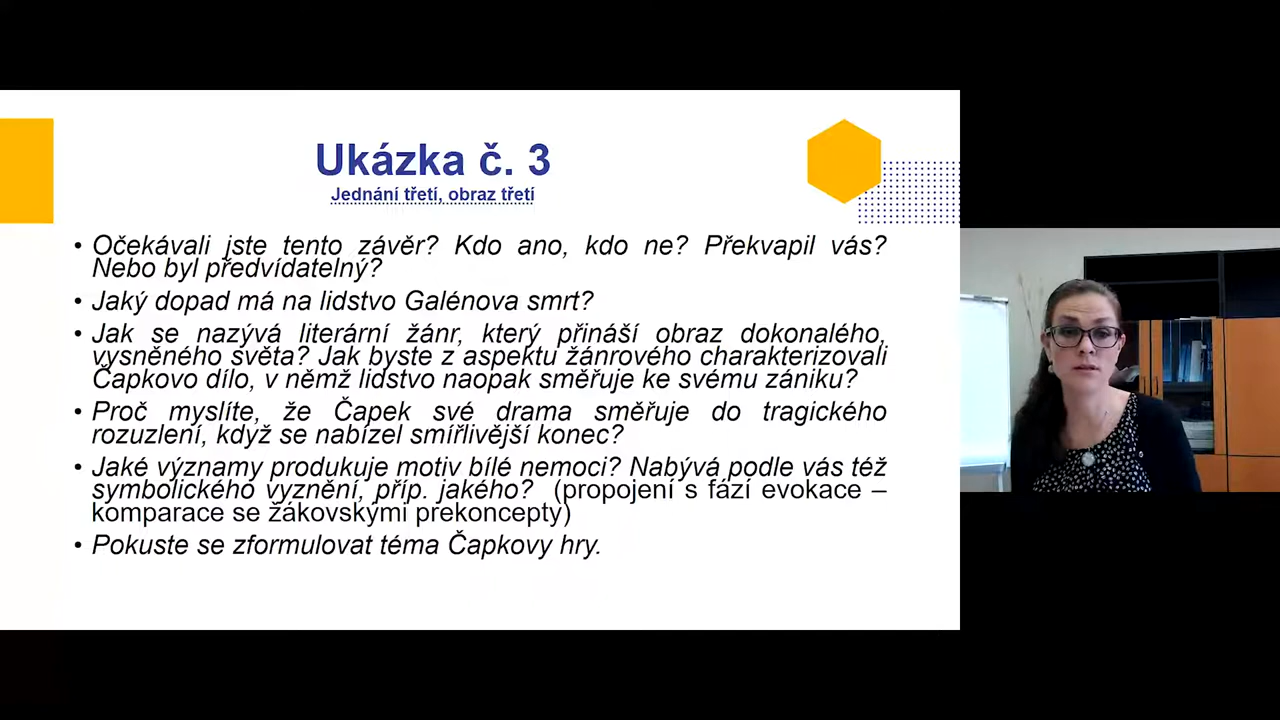 Ukázka č. 3
Jednání třetí, obraz třetí
• Očekávali jste tento závěr? Kdo ano, kdo ne? Překvapil vás?
Nebo byl předvídatelný?
• Jaký dopad má na lidstvo Galénova smrt?
• Jak se nazývá literární žánr, který přináší obraz dokonalého,
vysněného světa? Jak byste z aspektu žánrového charakterizovali
Čapkovo dílo, v němž lidstvo naopak směřuje ke svému zániku?
• Proč myslíte, že Čapek své drama směřuje do tragického
rozuzlení, když se nabízel smířlivější konec?
• Jaké významy produkuje motiv bílé nemoci? Nabývá podle vás též
symbolického vyznění, příp. jakého? (propojení s fází evokace –
komparace se žákovskými prekoncepty)
• Pokuste se zformulovat téma Čapkovy hry.